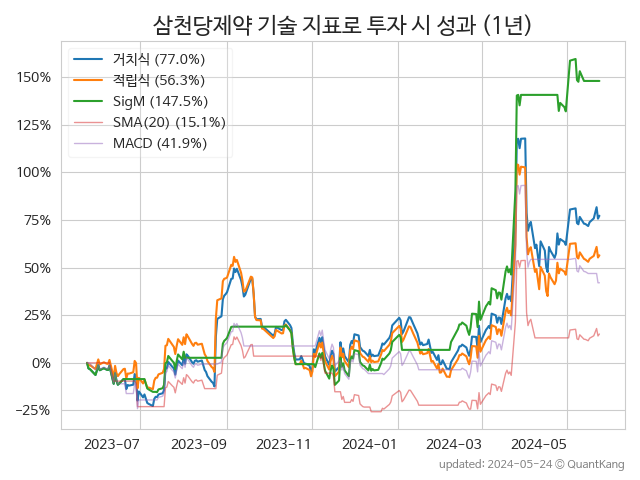 삼천당제약 기술 지표로 투자 시 성과 (1년)
거치식 (77.0%)
적립식 (56.3%)
SigM (147.5%)
SMA(20) (15.1%)
MACD (41.9%)
150%
125%
100%
75%
50%
25%
0%
−25%
2023-07
2023-09
2023-11
2024-01
2024-03
2024-05
updated: 2024-05-24 © QuantKang